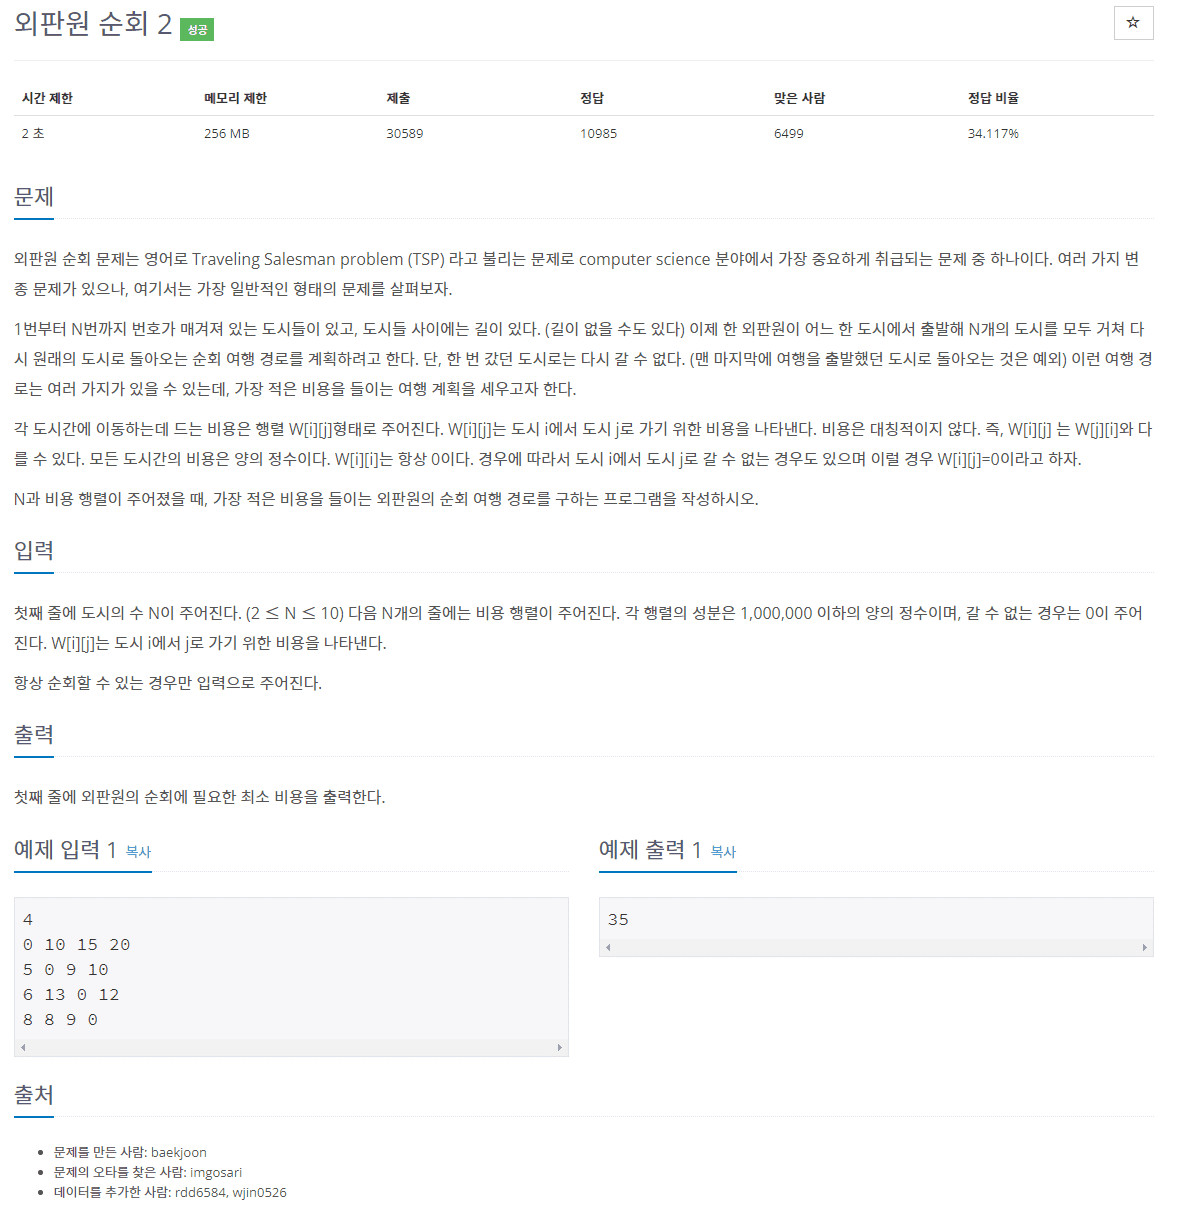 외판원 순회 2 성공
☆
시간 제한 메모리 제한 제출 정답 맞은 사람 정답 비율
2 초 256 MB 30589 10985 6499 34.117%
문제
외판원 순회 문제는 영어로 Traveling Salesman problem (TSP) 라고 불리는 문제로 computer science 분야에서 가장 중요하게 취급되는 문제 중 하나이다. 여러 가지 변
종 문제가 있으나, 여기서는 가장 일반적인 형태의 문제를 살펴보자.
1번부터 N번까지 번호가 매겨져 있는 도시들이 있고, 도시들 사이에는 길이 있다. (길이 없을 수도 있다) 이제 한 외판원이 어느 한 도시에서 출발해 N개의 도시를 모두 거쳐 다
시 원래의 도시로 돌아오는 순회 여행 경로를 계획하려고 한다. 단, 한 번 갔던 도시로는 다시 갈 수 없다. (맨 마지막에 여행을 출발했던 도시로 돌아오는 것은 예외) 이런 여행 경
로는 여러 가지가 있을 수 있는데, 가장 적은 비용을 들이는 여행 계획을 세우고자 한다.
각 도시간에 이동하는데 드는 비용은 행렬 W[i][j]형태로 주어진다. W[i][j]는 도시 i에서 도시 j로 가기 위한 비용을 나타낸다. 비용은 대칭적이지 않다. 즉, W[i][j] 는 W[j][i]와 다
를 수 있다. 모든 도시간의 비용은 양의 정수이다. W[i][i]는 항상 0이다. 경우에 따라서 도시 i에서 도시 j로 갈 수 없는 경우도 있으며 이럴 경우 W[i][j]=0이라고 하자.
N과 비용 행렬이 주어졌을 때, 가장 적은 비용을 들이는 외판원의 순회 여행 경로를 구하는 프로그램을 작성하시오.
입력
첫째 줄에 도시의 수 N이 주어진다. (2 ≤ N ≤ 10) 다음 N개의 줄에는 비용 행렬이 주어진다. 각 행렬의 성분은 1,000,000 이하의 양의 정수이며, 갈 수 없는 경우는 0이 주어
진다. W[i][j]는 도시 i에서 j로 가기 위한 비용을 나타낸다.
항상 순회할 수 있는 경우만 입력으로 주어진다.
출력
첫째 줄에 외판원의 순회에 필요한 최소 비용을 출력한다.
예제 입력 1 복사
4
0 10 15 20
5 0 9 10
6 13 0 12
8 8 9 0
예제 출력 1 복사
35
출처
문제를 만든 사람: baekjoon
문제의 오타를 찾은 사람: imgosari
데이터를 추가한 사람: rdd6584, wjin0526